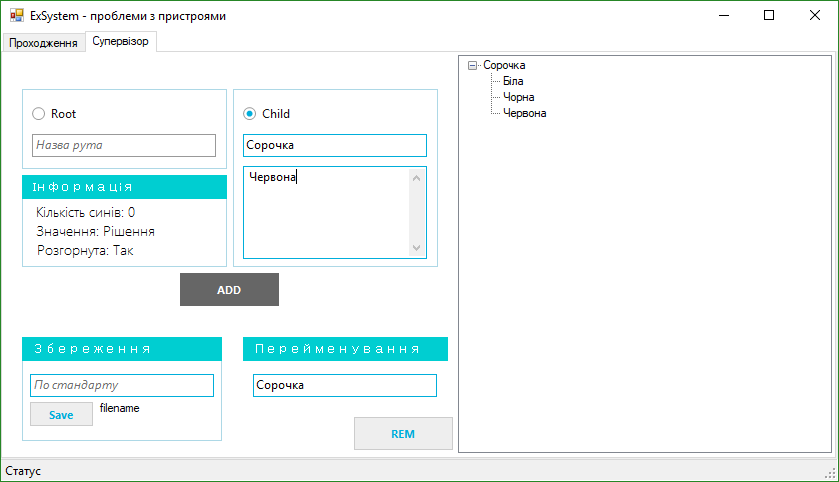 ExSystem - проблеми з пристроями
Проходження
Супервізор
Root
Назва рута
Інформація
Кількість синів: 0
Значення: Рішення
Розгорнута: Так
Child
Сорочка
Червона
ADD
Збереження
По стандарту
Save
filename
Перейменування
Сорочка
REM
Сорочка
Біла
Чорна
Червона
Статус